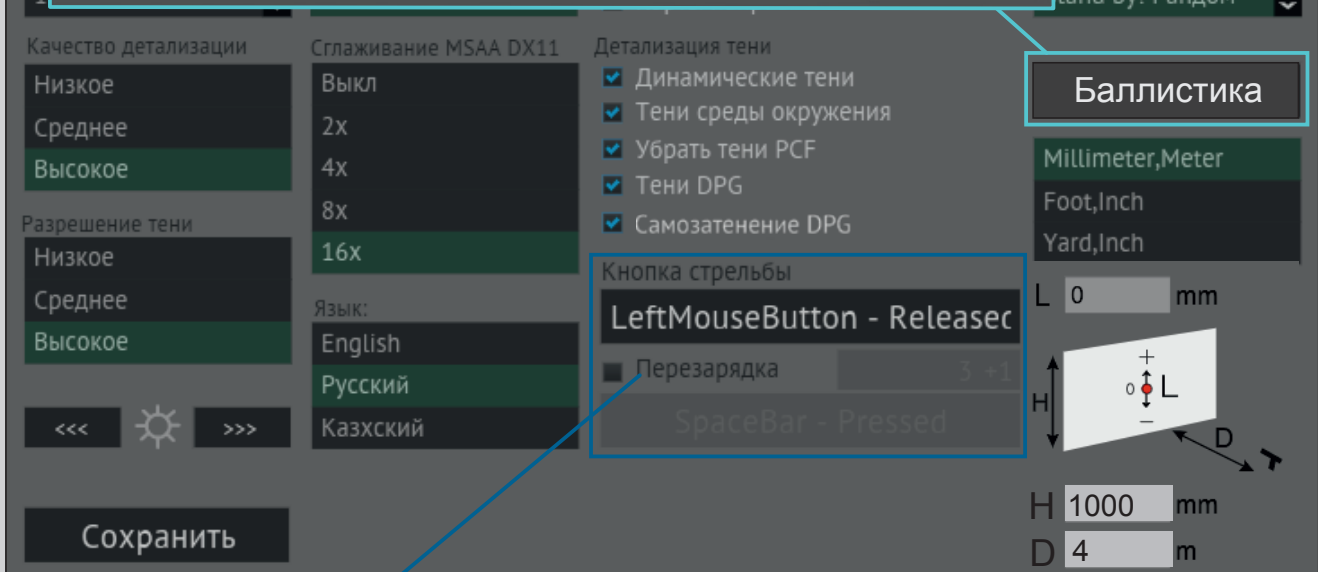 Качество детализации
Низкое
Среднее
Высокое
Разрешение тени
Низкое
Среднее
Высокое
<<<
>>>
Сохранить
Сглаживание MSAA DX11
Выкл
2x
4x
8x
16x
Язык:
English
Русский
Казхский
Детализация тени
Динамические тени
Тени среды окружения
Убрать тени PCF
Тени DPG
Самозатенение DPG
Кнопка стрельбы
LeftMouseButton - Released
Перезарядка
3 +1
SpaceBar - Pressed
Баллистика
Millimeter,Meter
Foot,Inch
Yard,Inch
L 0 mm
+
0 L
H
−
D
H 1000 mm
D 4 m